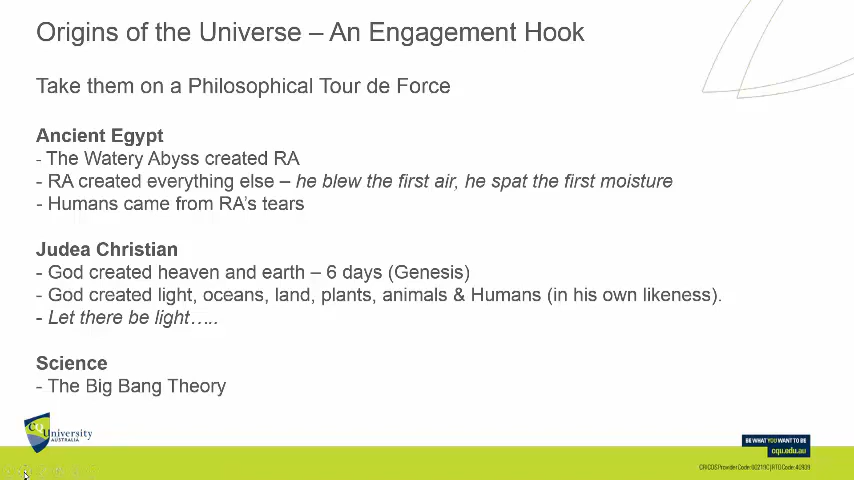 Origins of the Universe – An Engagement Hook
Take them on a Philosophical Tour de Force
Ancient Egypt
- The Watery Abyss created RA
- RA created everything else – he blew the first air, he spat the first moisture
- Humans came from RA's tears
Judea Christian
- God created heaven and earth – 6 days (Genesis)
- God created light, oceans, land, plants, animals & Humans (in his own likeness).
- Let there be light…..
Science
- The Big Bang Theory
CQUniversity
AUSTRALIA
BE WHAT YOU WANT TO BE
cqu.edu.au
CRICOS Provider Code: 00219C | RTO Code: 40939